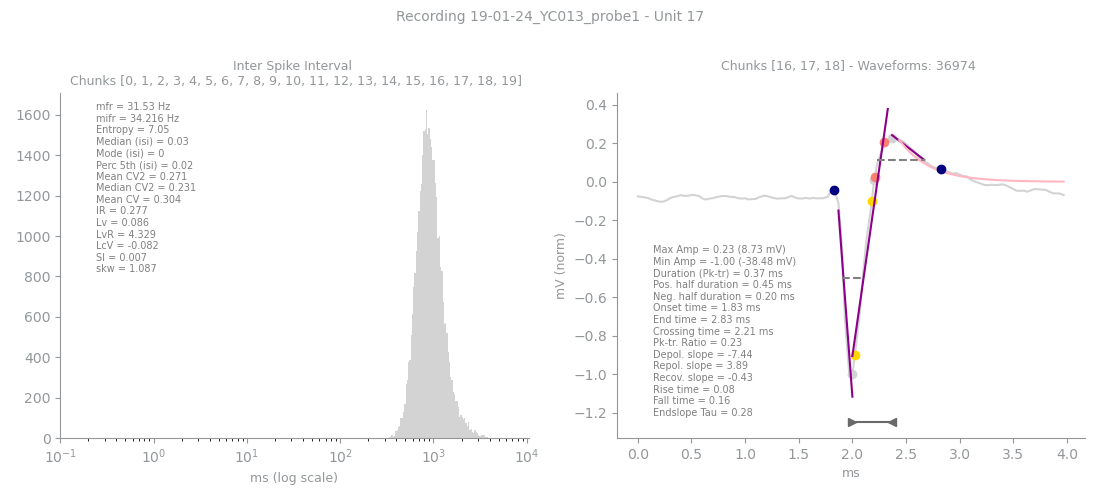 Recording 19-01-24_YC013_probe1 - Unit 17
Inter Spike Interval
Chunks [0, 1, 2, 3, 4, 5, 6, 7, 8, 9, 10, 11, 12, 13, 14, 15, 16, 17, 18, 19]
1600
1400
1200
1000
800
600
400
200
0
mfr = 31.53 Hz
mifr = 34.216 Hz
Entropy = 7.05
Median (isi) = 0.03
Mode (isi) = 0
Perc 5th (isi) = 0.02
Mean CV2 = 0.271
Median CV2 = 0.231
Mean CV = 0.304
IR = 0.277
Lv = 0.086
LvR = 4.329
LcV = -0.082
SI = 0.007
skw = 1.087
10⁻¹ 10⁰ 10¹ 10² 10³ 10⁴
ms (log scale)
Chunks [16, 17, 18] - Waveforms: 36974
mV (norm)
0.4
0.2
0.0
−0.2
−0.4
−0.6
−0.8
−1.0
−1.2
Max Amp = 0.23 (8.73 mV)
Min Amp = -1.00 (-38.48 mV)
Duration (Pk-tr) = 0.37 ms
Pos. half duration = 0.45 ms
Neg. half duration = 0.20 ms
Onset time = 1.83 ms
End time = 2.83 ms
Crossing time = 2.21 ms
Pk-tr. Ratio = 0.23
Depol. slope = -7.44
Repol. slope = 3.89
Recov. slope = -0.43
Rise time = 0.08
Fall time = 0.16
Endslope Tau = 0.28
0.0 0.5 1.0 1.5 2.0 2.5 3.0 3.5 4.0
ms